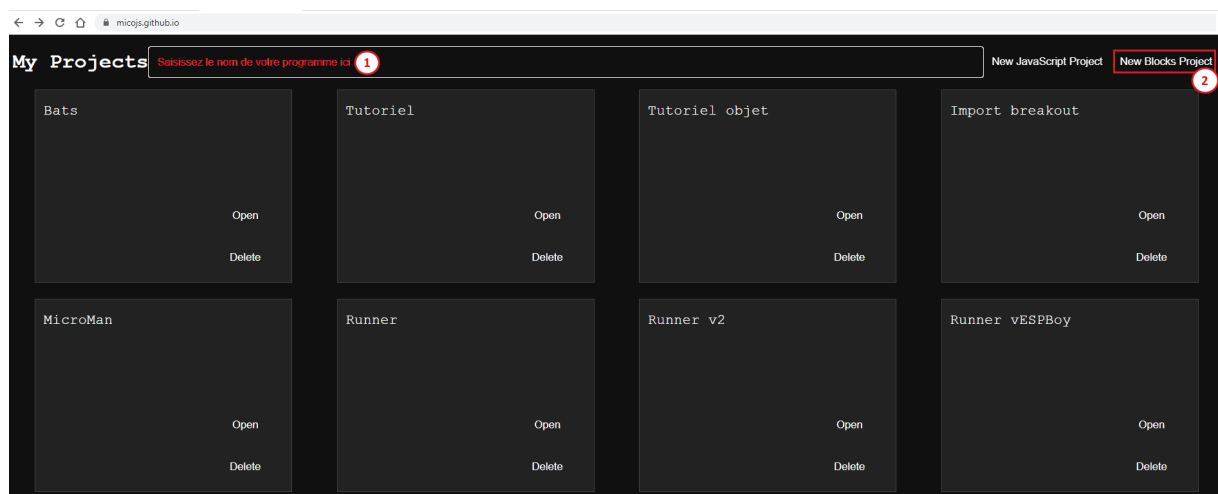 micojs.github.io
My Projects Saisissez le nom de votre programme ici 1 New JavaScript Project New Blocks Project
2
Bats Tutoriel Tutoriel objet Import breakout
Open Open Open Open
Delete Delete Delete Delete
MicroMan Runner Runner v2 Runner vESPBoy
Open Open Open Open
Delete Delete Delete Delete